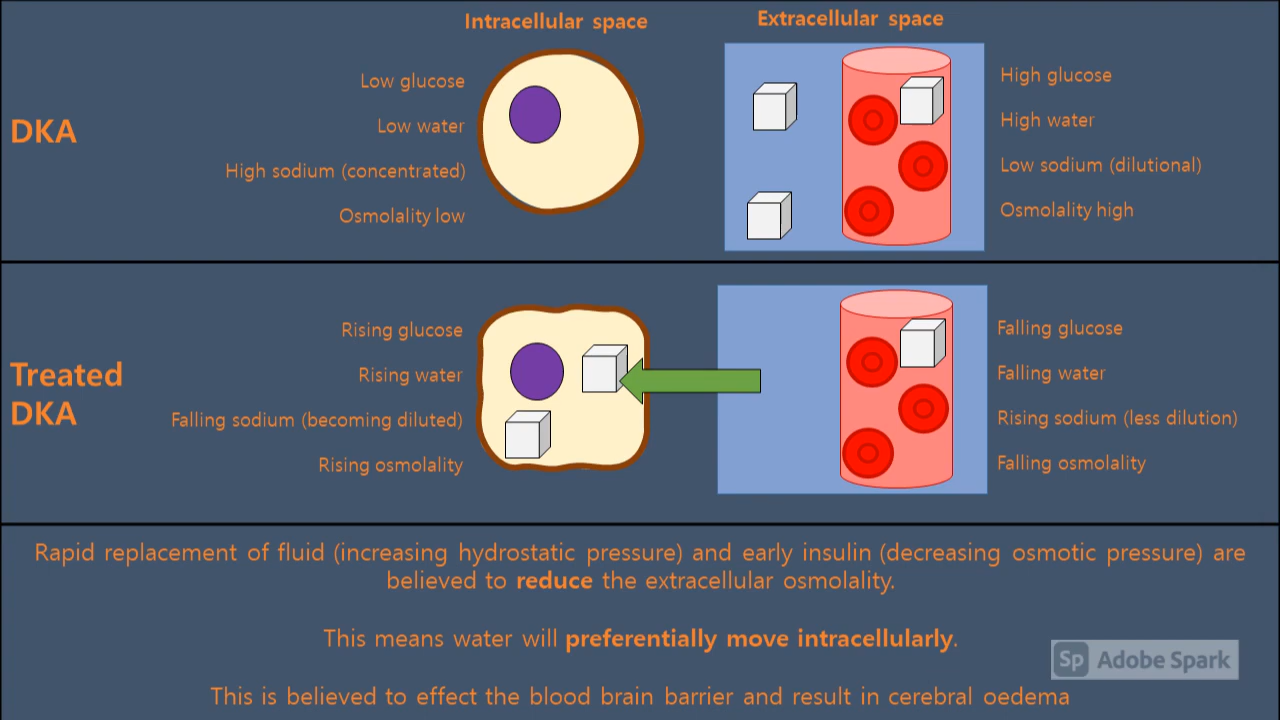 Intracellular space
Extracellular space
DKA
Low glucose
Low water
High sodium (concentrated)
Osmolality low
High glucose
High water
Low sodium (dilutional)
Osmolality high
Treated
DKA
Rising glucose
Rising water
Falling sodium (becoming diluted)
Rising osmolality
Falling glucose
Falling water
Rising sodium (less dilution)
Falling osmolality
Rapid replacement of fluid (increasing hydrostatic pressure) and early insulin (decreasing osmotic pressure) are
believed to reduce the extracellular osmolality.
This means water will preferentially move intracellularly.
This is believed to effect the blood brain barrier and result in cerebral oedema
Sp Adobe Spark